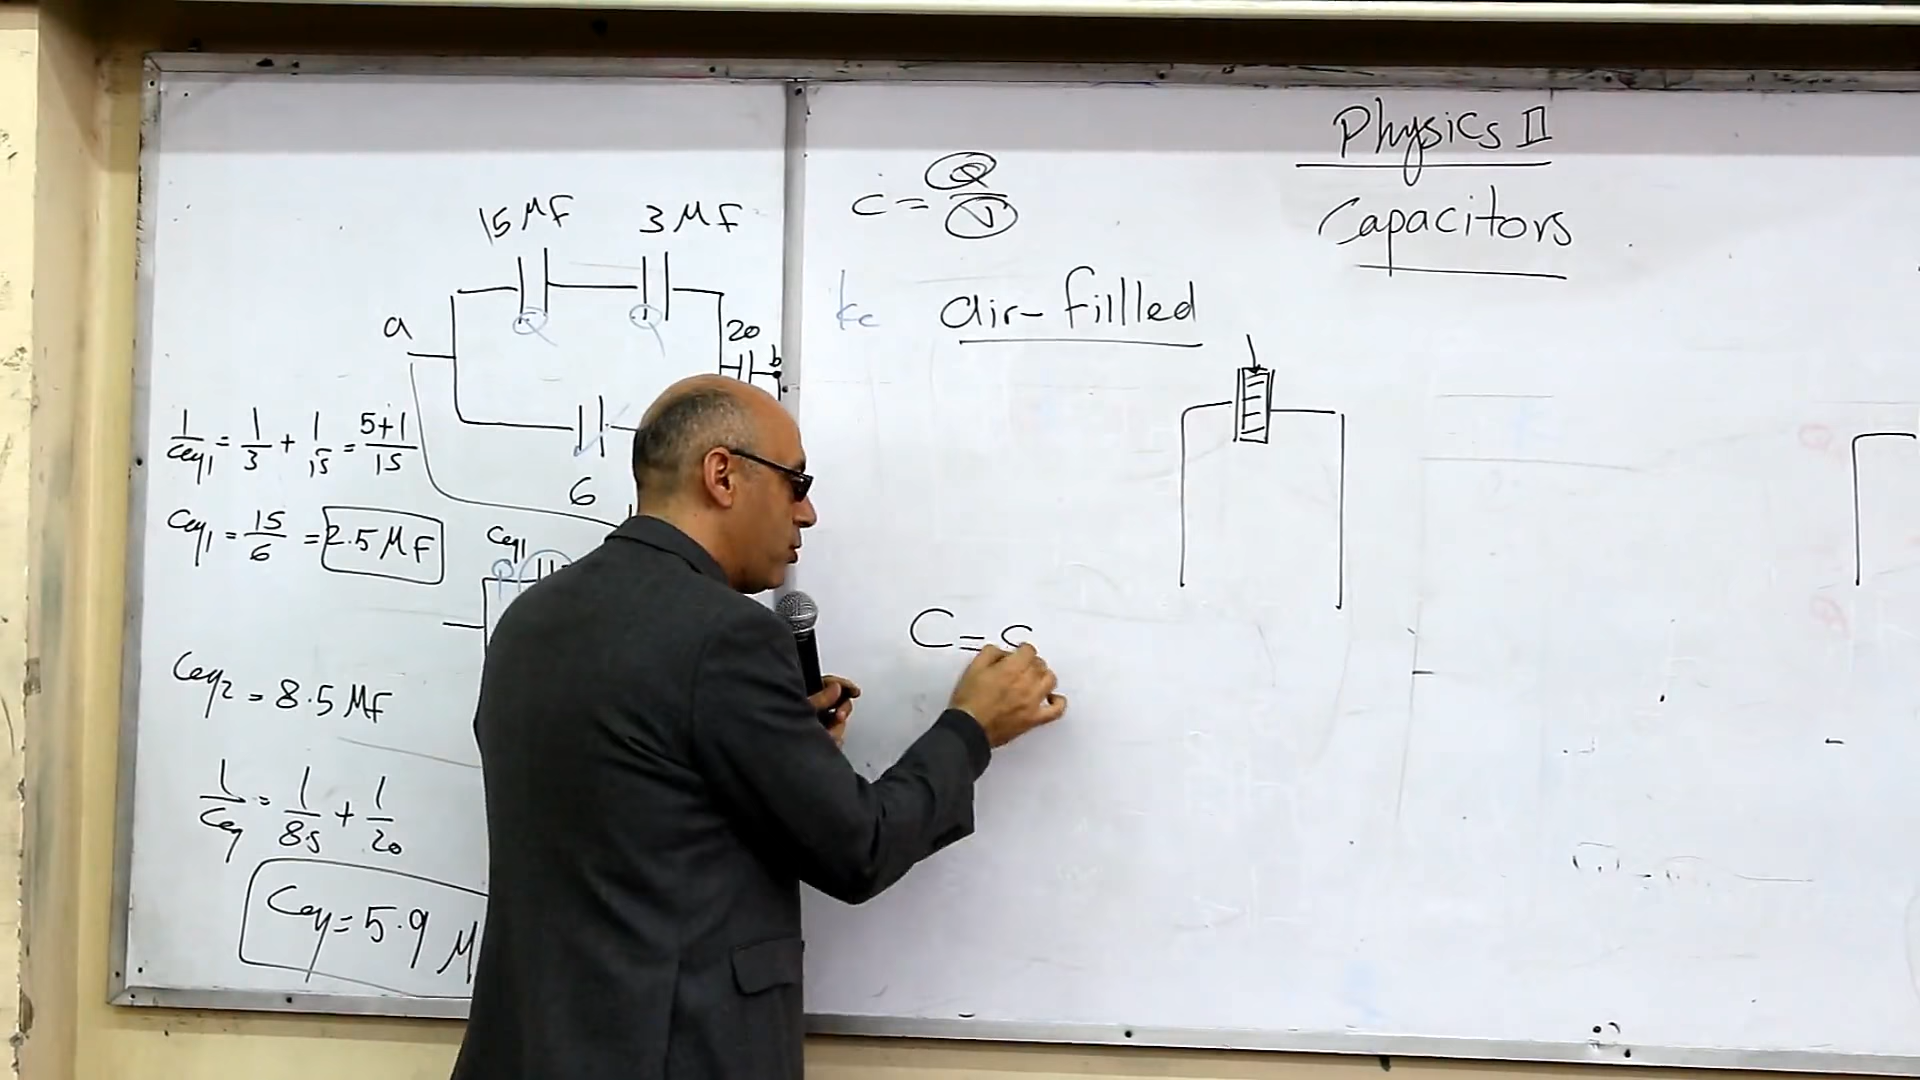 15 μF 3 μF
a
20
b
6
1/Ceq1 = 1/3 + 1/15 = 5+1/15
Ceq1 = 15/6 = 2.5 μF
Ceq1
Ceq2 = 8.5 μF
1/Ceq = 1/8.5 + 1/20
Ceq = 5.9 μ
Physics II
Capacitors
C = Q/V
air-fillled
C =